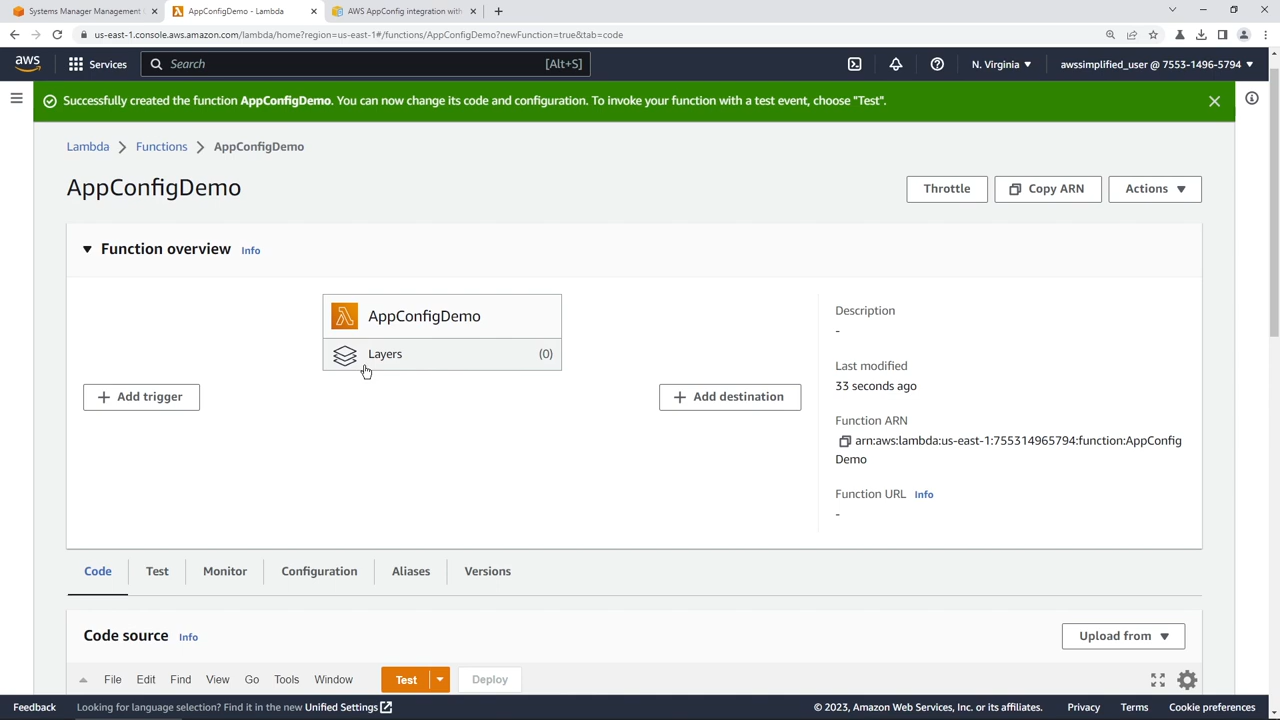 Systems Manager Management
AppConfigDemo - Lambda
AWS AppConfig integration with
us-east-1.console.aws.amazon.com/lambda/home?region=us-east-1#/functions/AppConfigDemo?newFunction=true&tab=code
aws
Services
Search
[Alt+S]
N. Virginia
awssimplified_user @ 7553-1496-5794
Successfully created the function AppConfigDemo. You can now change its code and configuration. To invoke your function with a test event, choose "Test".
Lambda > Functions > AppConfigDemo
AppConfigDemo
Throttle
Copy ARN
Actions
Function overview Info
AppConfigDemo
Layers (0)
+ Add trigger
+ Add destination
Description
-
Last modified
33 seconds ago
Function ARN
arn:aws:lambda:us-east-1:755314965794:function:AppConfig
Demo
Function URL Info
-
Code
Test
Monitor
Configuration
Aliases
Versions
Code source Info
Upload from
File
Edit
Find
View
Go
Tools
Window
Test
Deploy
Feedback
Looking for language selection? Find it in the new Unified Settings
© 2023, Amazon Web Services, Inc. or its affiliates.
Privacy
Terms
Cookie preferences